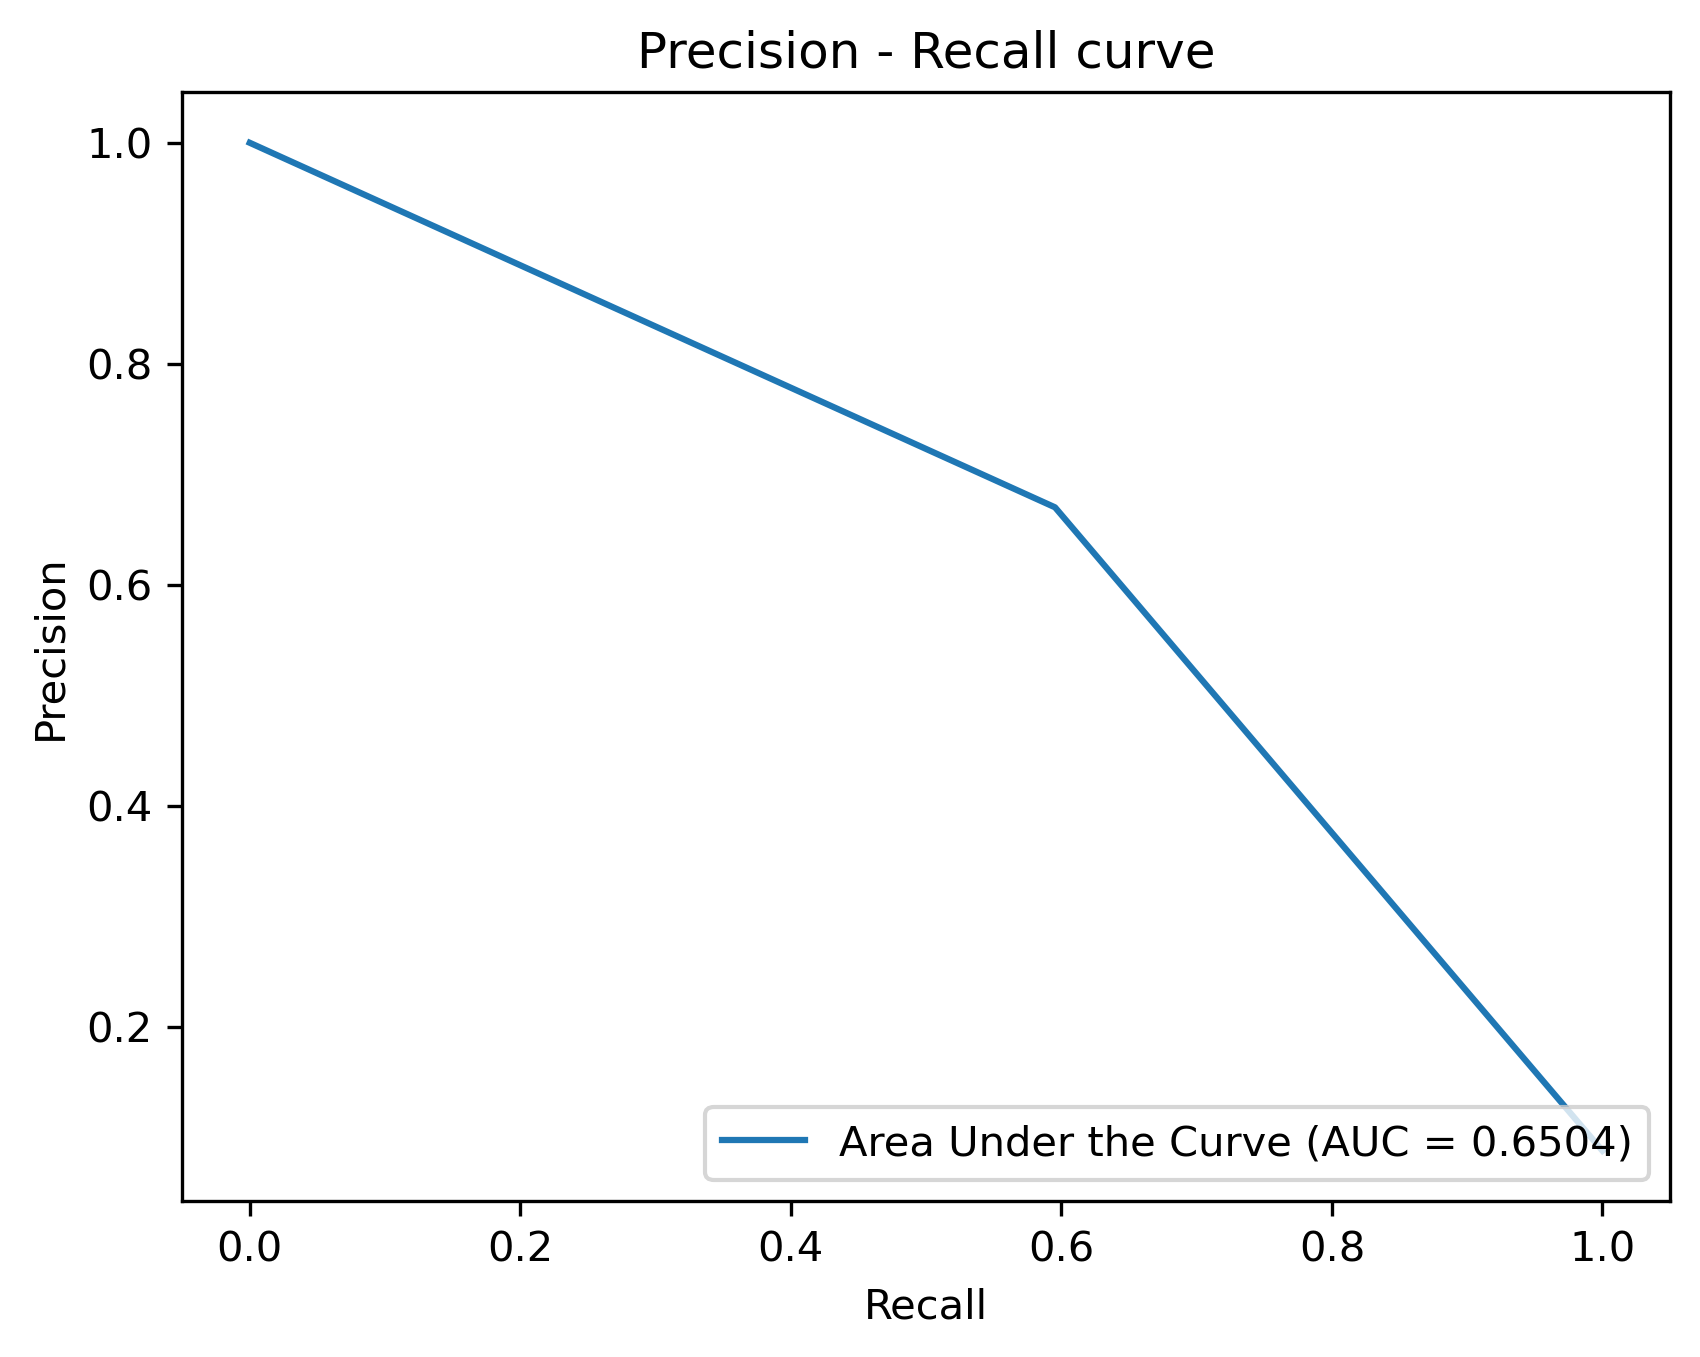 Precision - Recall curve
1.0
0.8
0.6
0.4
0.2
Precision
Area Under the Curve (AUC = 0.6504)
0.0 0.2 0.4 0.6 0.8 1.0
Recall